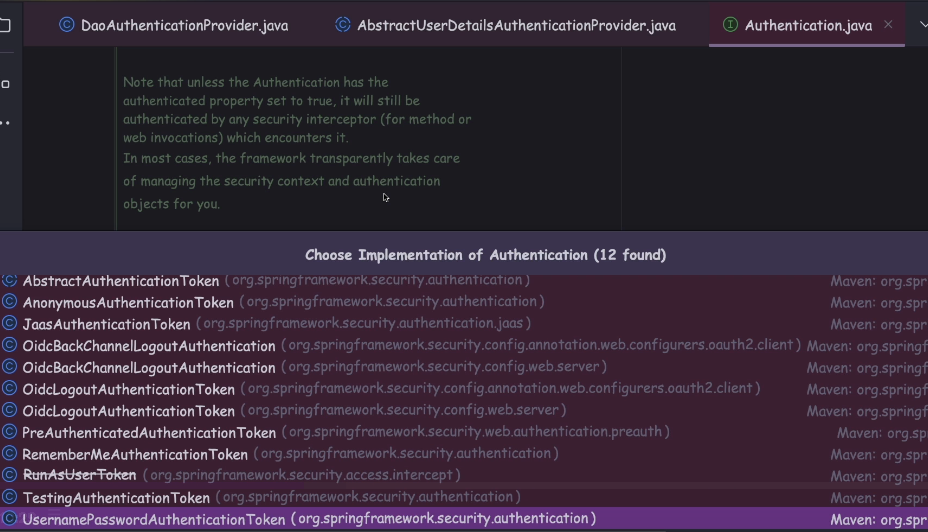 DaoAuthenticationProvider.java AbstractUserDetailsAuthenticationProvider.java Authentication.java
Note that unless the Authentication has the
authenticated property set to true, it will still be
authenticated by any security interceptor (for method or
web invocations) which encounters it.
In most cases, the framework transparently takes care
of managing the security context and authentication
objects for you.
Choose Implementation of Authentication (12 found)
AbstractAuthenticationToken (org.springframework.security.authentication) Maven: org.spr
AnonymousAuthenticationToken (org.springframework.security.authentication) Maven: org.spr
JaasAuthenticationToken (org.springframework.security.authentication.jaas) Maven: org.spr
OidcBackChannelLogoutAuthentication (org.springframework.security.config.annotation.web.configurers.oauth2.client) Maven: org.springf
OidcBackChannelLogoutAuthentication (org.springframework.security.config.web.server) Maven: org.springf
OidcLogoutAuthenticationToken (org.springframework.security.config.annotation.web.configurers.oauth2.client) Maven: org.springf
OidcLogoutAuthenticationToken (org.springframework.security.config.web.server) Maven: org.springf
PreAuthenticatedAuthenticationToken (org.springframework.security.web.authentication.preauth) Maven: org.sp
RememberMeAuthenticationToken (org.springframework.security.authentication) Maven: org.spr
RunAsUserToken (org.springframework.security.access.intercept) Maven: org.spr
TestingAuthenticationToken (org.springframework.security.authentication) Maven: org.spr
UsernamePasswordAuthenticationToken (org.springframework.security.authentication) Maven: org.spr